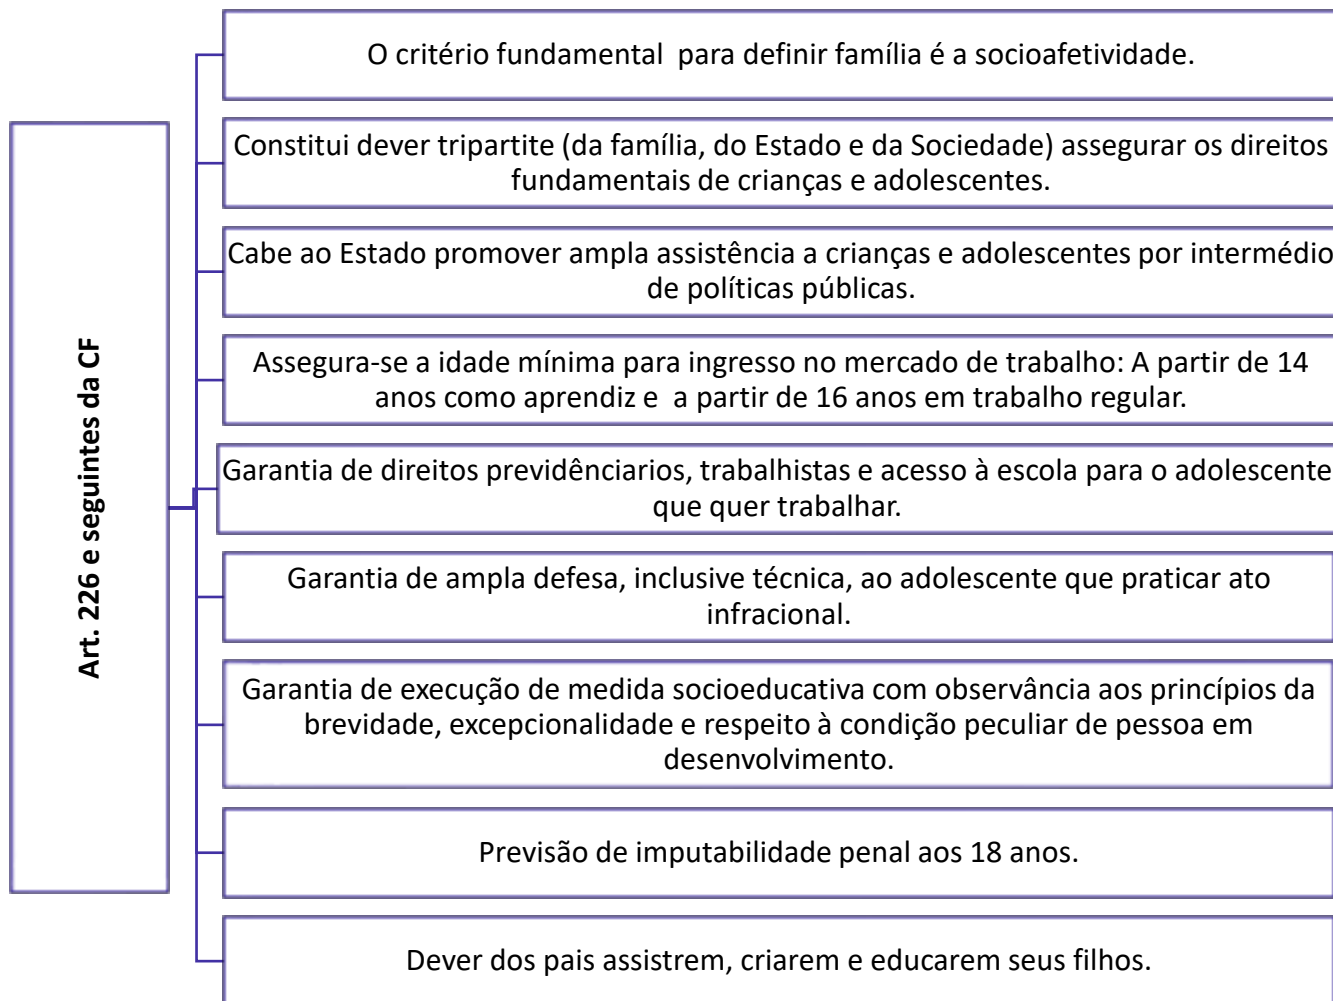 Art. 226 e seguintes da CF
O critério fundamental para definir família é a socioafetividade.
Constitui dever tripartite (da família, do Estado e da Sociedade) assegurar os direitos
fundamentais de crianças e adolescentes.
Cabe ao Estado promover ampla assistência a crianças e adolescentes por intermédio
de políticas públicas.
Assegura-se a idade mínima para ingresso no mercado de trabalho: A partir de 14
anos como aprendiz e a partir de 16 anos em trabalho regular.
Garantia de direitos previdênciarios, trabalhistas e acesso à escola para o adolescente
que quer trabalhar.
Garantia de ampla defesa, inclusive técnica, ao adolescente que praticar ato
infracional.
Garantia de execução de medida socioeducativa com observância aos princípios da
brevidade, excepcionalidade e respeito à condição peculiar de pessoa em
desenvolvimento.
Previsão de imputabilidade penal aos 18 anos.
Dever dos pais assistrem, criarem e educarem seus filhos.